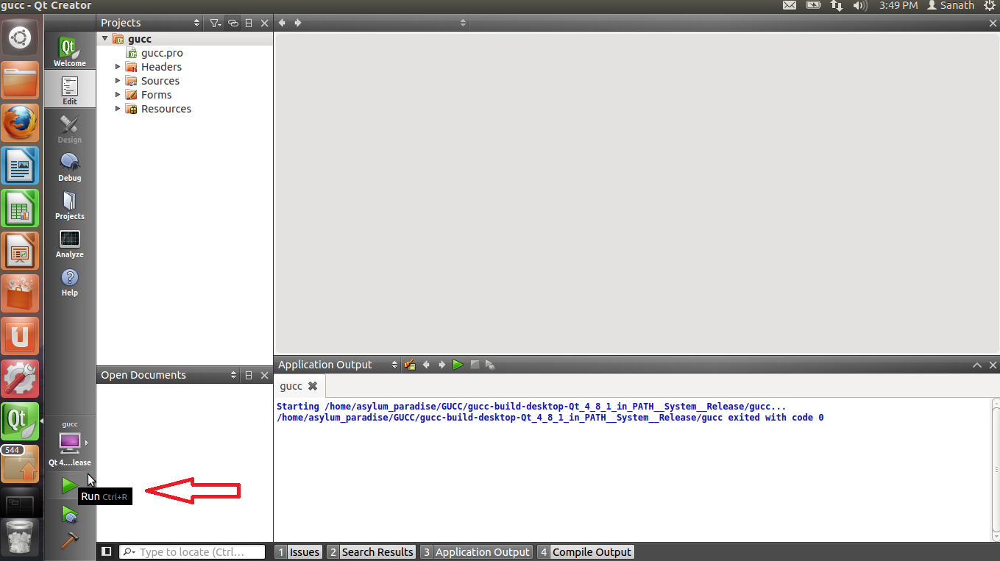 gucc - Qt Creator
3:49 PM Sanath
Projects
Qt
Welcome
Edit
Design
Debug
Projects
Analyze
Help
gucc
gucc.pro
Headers
Sources
Forms
Resources
Open Documents
Application Output
gucc
Starting /home/asylum_paradise/GUCC/gucc-build-desktop-Qt_4_8_1_in_PATH__System__Release/gucc...
/home/asylum_paradise/GUCC/gucc-build-desktop-Qt_4_8_1_in_PATH__System__Release/gucc exited with code 0
Qt
544
gucc
Qt 4....lease
Run Ctrl+R
Type to locate (Ctrl...
1 Issues
2 Search Results
3 Application Output
4 Compile Output